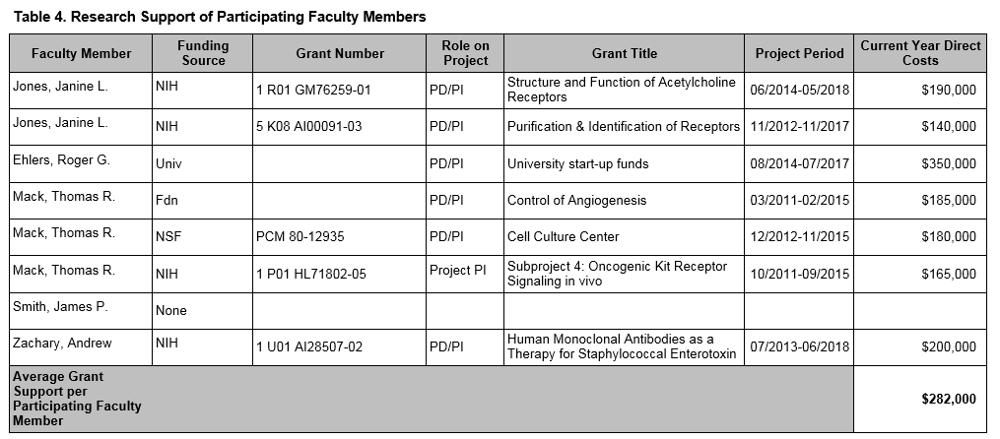 Table 4. Research Support of Participating Faculty Members
Faculty Member Funding Source Grant Number Role on Project Grant Title Project Period Current Year Direct Costs
Jones, Janine L. NIH 1 R01 GM76259-01 PD/PI Structure and Function of Acetylcholine Receptors 06/2014-05/2018 $190,000
Jones, Janine L. NIH 5 K08 AI00091-03 PD/PI Purification & Identification of Receptors 11/2012-11/2017 $140,000
Ehlers, Roger G. Univ PD/PI University start-up funds 08/2014-07/2017 $350,000
Mack, Thomas R. Fdn PD/PI Control of Angiogenesis 03/2011-02/2015 $185,000
Mack, Thomas R. NSF PCM 80-12935 PD/PI Cell Culture Center 12/2012-11/2015 $180,000
Mack, Thomas R. NIH 1 P01 HL71802-05 Project PI Subproject 4: Oncogenic Kit Receptor Signaling in vivo 10/2011-09/2015 $165,000
Smith, James P. None
Zachary, Andrew NIH 1 U01 AI28507-02 PD/PI Human Monoclonal Antibodies as a Therapy for Staphylococcal Enterotoxin 07/2013-06/2018 $200,000
Average Grant
Support per
Participating Faculty
Member $282,000